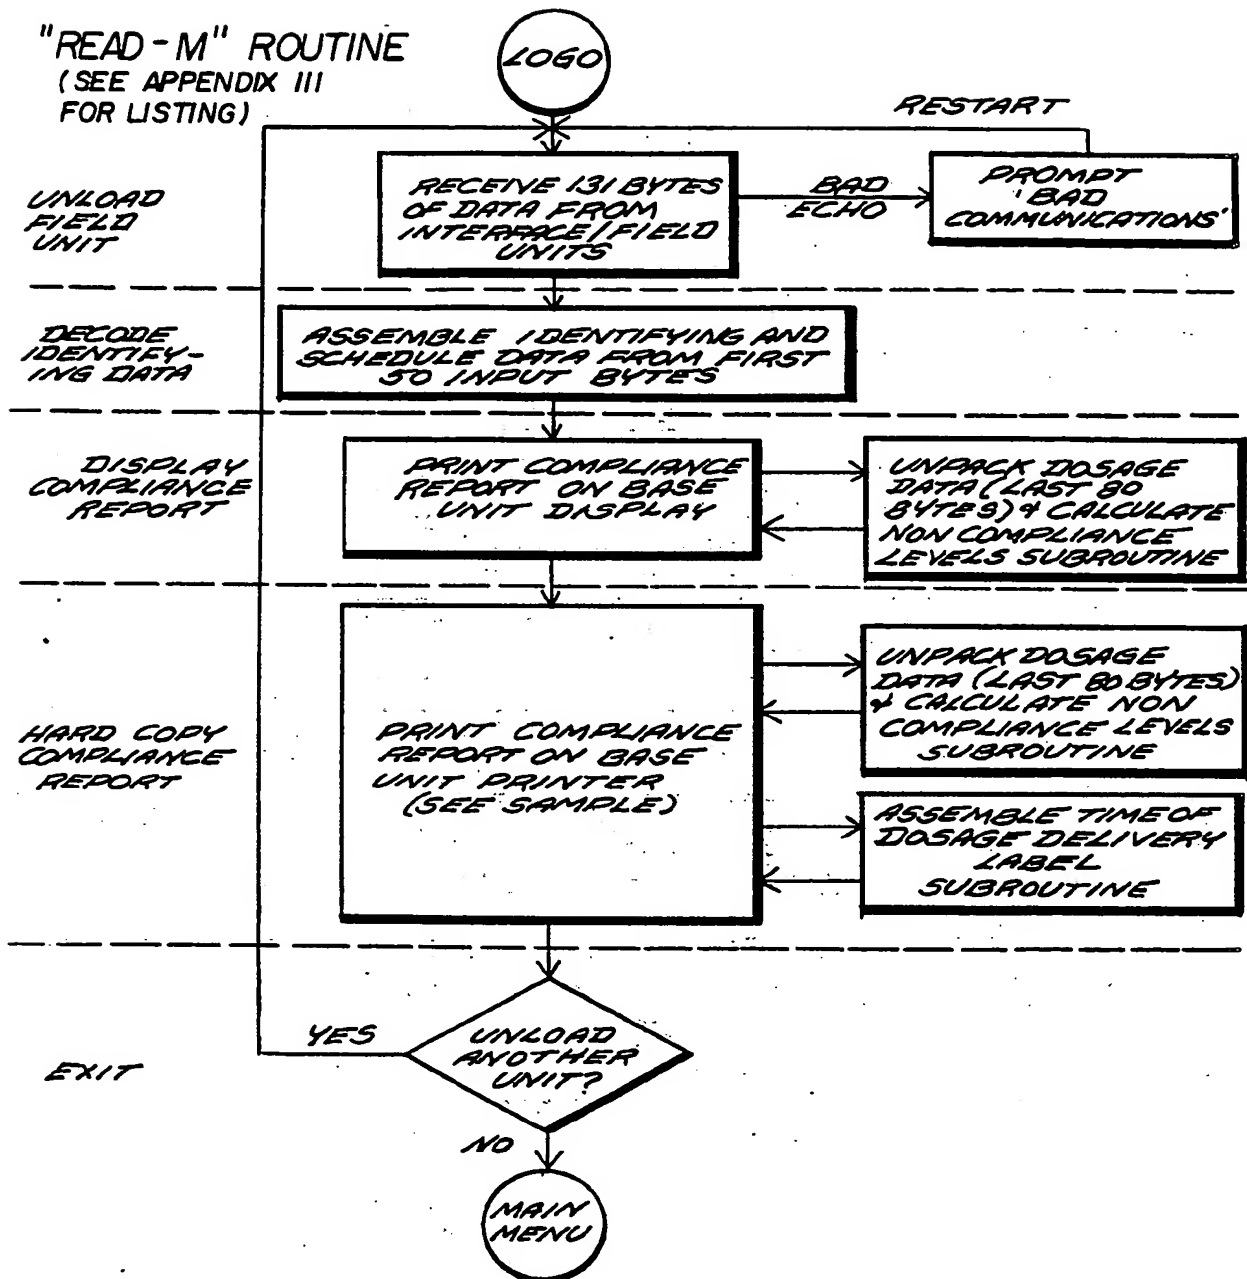 "READ-M" ROUTINE
(SEE APPENDIX III
FOR LISTING)
LOGO
RESTART
UNLOAD
FIELD
UNIT
RECEIVE 131 BYTES
OF DATA FROM
INTERFACE/FIELD
UNITS
BAD
ECHO
PROMPT
'BAD
COMMUNICATIONS'
DECODE
IDENTIFY-
ING DATA
ASSEMBLE IDENTIFYING AND
SCHEDULE DATA FROM FIRST
50 INPUT BYTES
DISPLAY
COMPLIANCE
REPORT
PRINT COMPLIANCE
REPORT ON BASE
UNIT DISPLAY
UNPACK DOSAGE
DATA (LAST 80
BYTES) & CALCULATE
NON COMPLIANCE
LEVELS SUBROUTINE
HARD COPY
COMPLIANCE
REPORT
PRINT COMPLIANCE
REPORT ON BASE
UNIT PRINTER
(SEE SAMPLE)
UNPACK DOSAGE
DATA (LAST 80 BYTES)
& CALCULATE NON
COMPLIANCE LEVELS
SUBROUTINE
ASSEMBLE TIME OF
DOSAGE DELIVERY
LABEL
SUBROUTINE
EXIT
YES
UNLOAD
ANOTHER
UNIT?
NO
MAIN
MENU